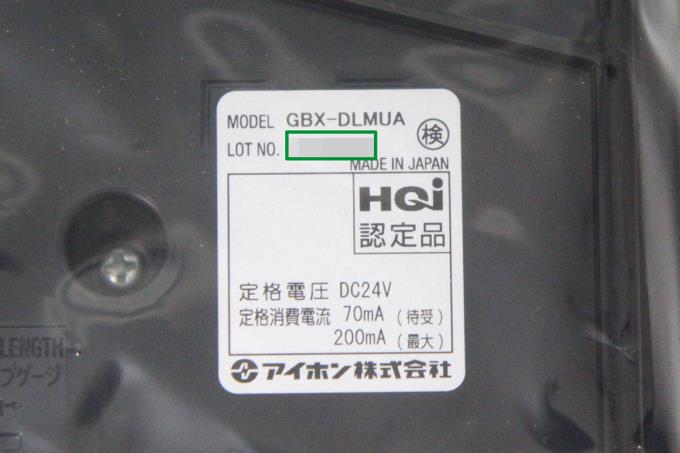 MODEL GBX-DLMUA
LOT NO.
検
MADE IN JAPAN
HQi
認定品
定格電圧 DC24V
定格消費電流 70mA (待受)
200mA (最大)
アイホン株式会社
LENGTH
プゲージ